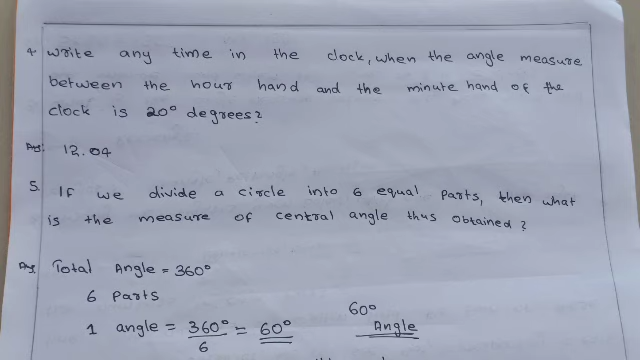 4. Write any time in the clock, when the angle measure
between the hour hand and the minute hand of the
clock is 20° degrees?
Ans: 12.04
5. If we divide a circle into 6 equal parts, then what
is the measure of central angle thus obtained?
Ans Total Angle = 360°
6 Parts
1 angle = 360°/6 = 60°
60°
Angle